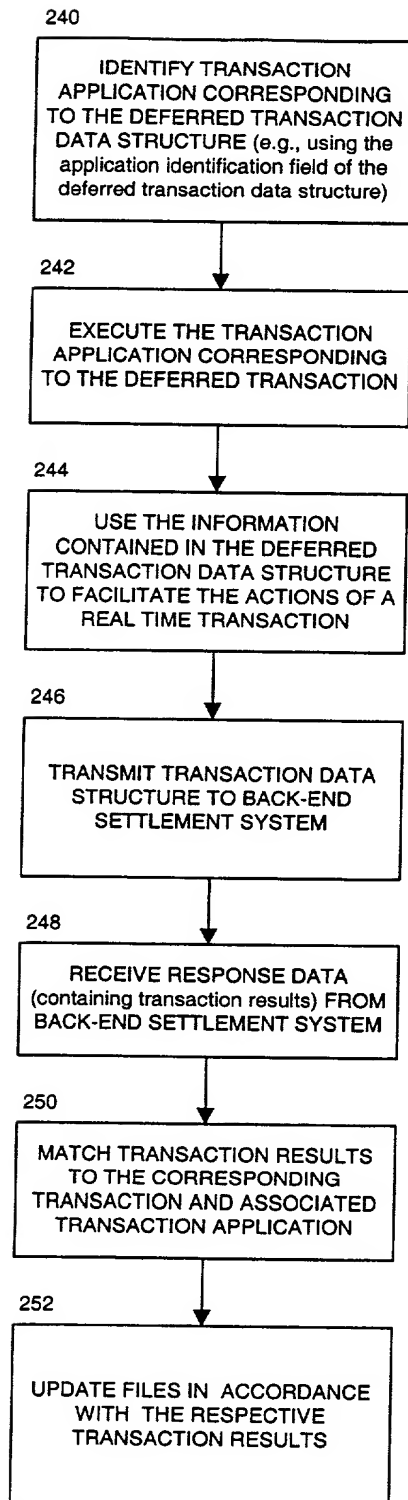 240
IDENTIFY TRANSACTION
APPLICATION CORRESPONDING
TO THE DEFERRED TRANSACTION
DATA STRUCTURE (e.g., using the
application identification field of the
deferred transaction data structure)
242
EXECUTE THE TRANSACTION
APPLICATION CORRESPONDING
TO THE DEFERRED TRANSACTION
244
USE THE INFORMATION
CONTAINED IN THE DEFERRED
TRANSACTION DATA STRUCTURE
TO FACILITATE THE ACTIONS OF A
REAL TIME TRANSACTION
246
TRANSMIT TRANSACTION DATA
STRUCTURE TO BACK-END
SETTLEMENT SYSTEM
248
RECEIVE RESPONSE DATA
(containing transaction results) FROM
BACK-END SETTLEMENT SYSTEM
250
MATCH TRANSACTION RESULTS
TO THE CORRESPONDING
TRANSACTION AND ASSOCIATED
TRANSACTION APPLICATION
252
UPDATE FILES IN ACCORDANCE
WITH THE RESPECTIVE
TRANSACTION RESULTS